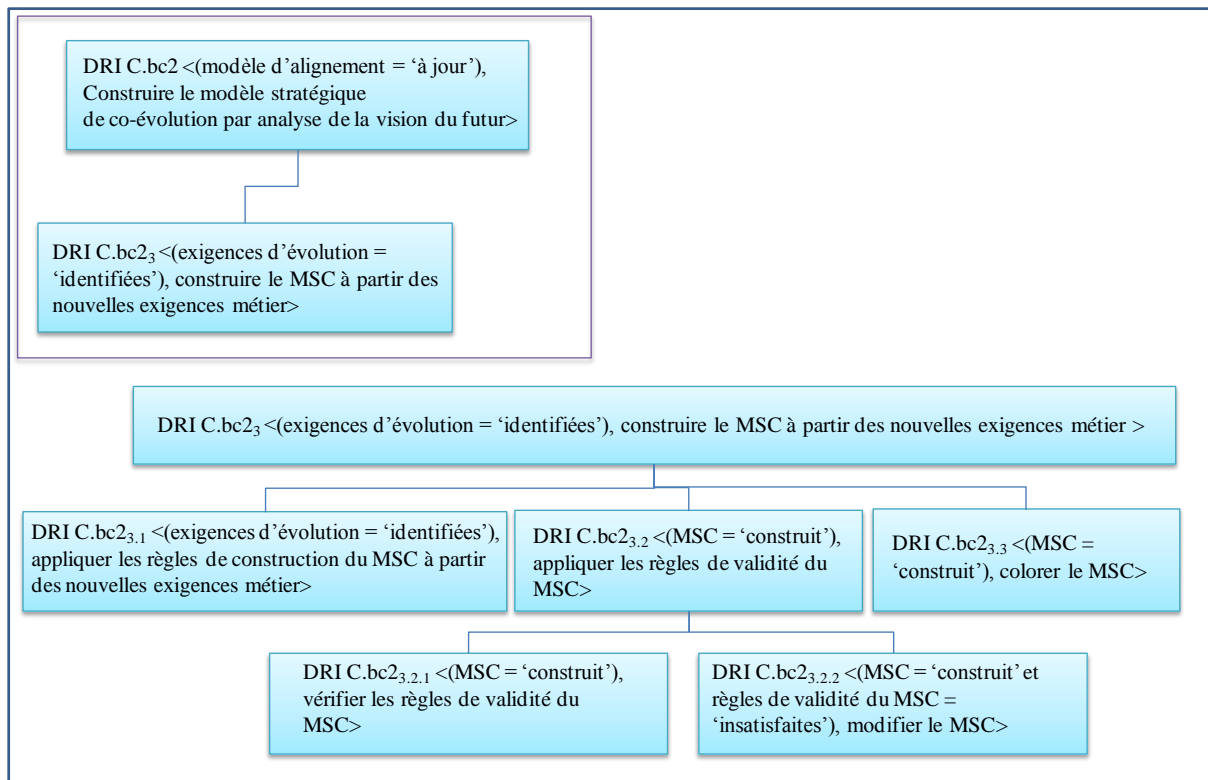 DRI C.bc2 <(modèle d’alignement = ‘à jour’),
Construire le modèle stratégique
de co-évolution par analyse de la vision du futur>
DRI C.bc2₃ <(exigences d’évolution =
‘identifiées’), construire le MSC à partir des
nouvelles exigences métier>
DRI C.bc2₃ <(exigences d’évolution = ‘identifiées’), construire le MSC à partir des nouvelles exigences métier >
DRI C.bc2₃.₁ <(exigences d’évolution = ‘identifiées’),
appliquer les règles de construction du MSC à partir
des nouvelles exigences métier>
DRI C.bc2₃.₂ <(MSC = ‘construit’),
appliquer les règles de validité du
MSC>
DRI C.bc2₃.₃ <(MSC =
‘construit’), colorer le MSC>
DRI C.bc2₃.₂.₁ <(MSC = ‘construit’),
vérifier les règles de validité du
MSC>
DRI C.bc2₃.₂.₂ <(MSC = ‘construit’ et
règles de validité du MSC =
‘insatisfaites’), modifier le MSC>